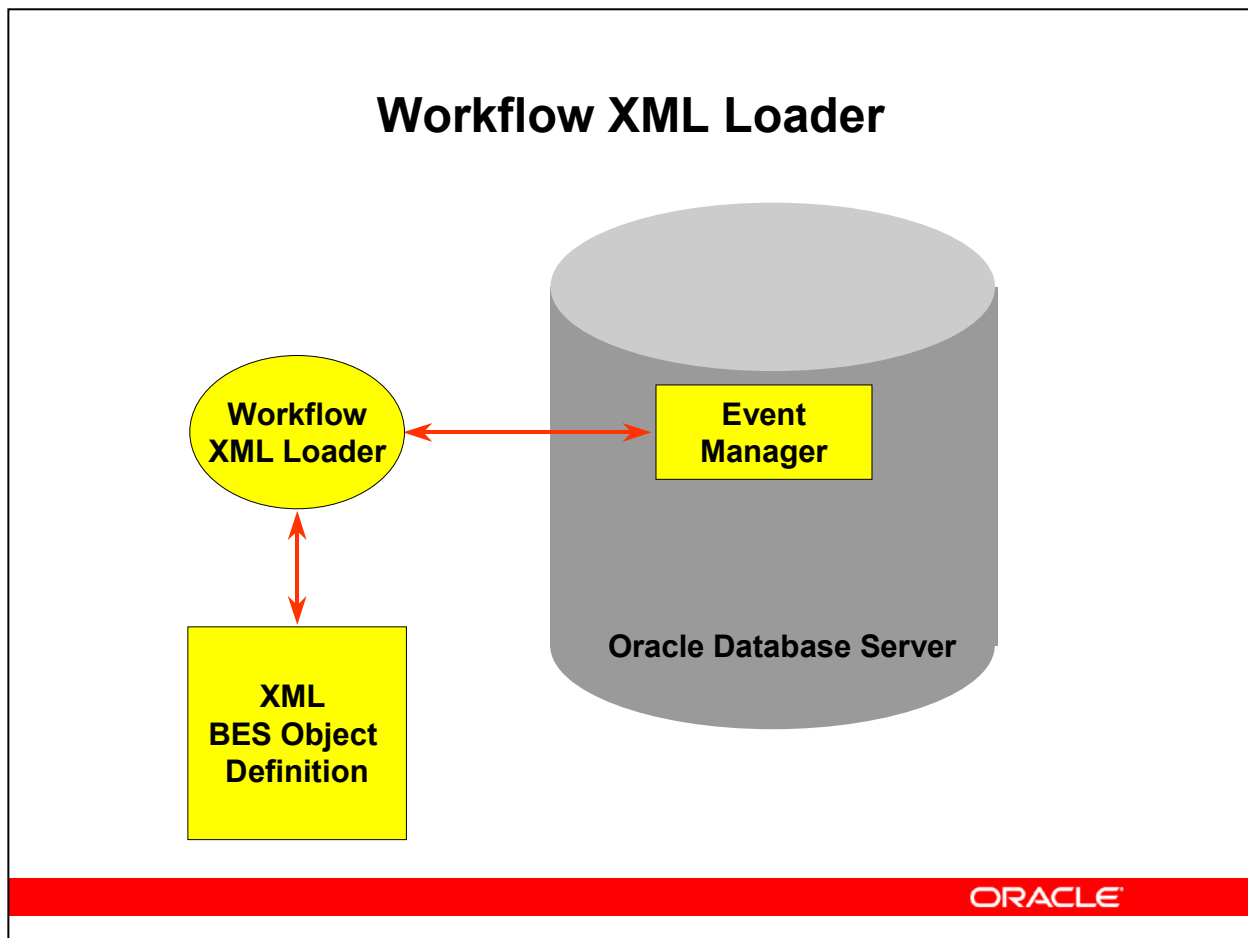 Workflow XML Loader
Workflow
XML Loader
Event
Manager
Oracle Database Server
XML
BES Object
Definition
ORACLE